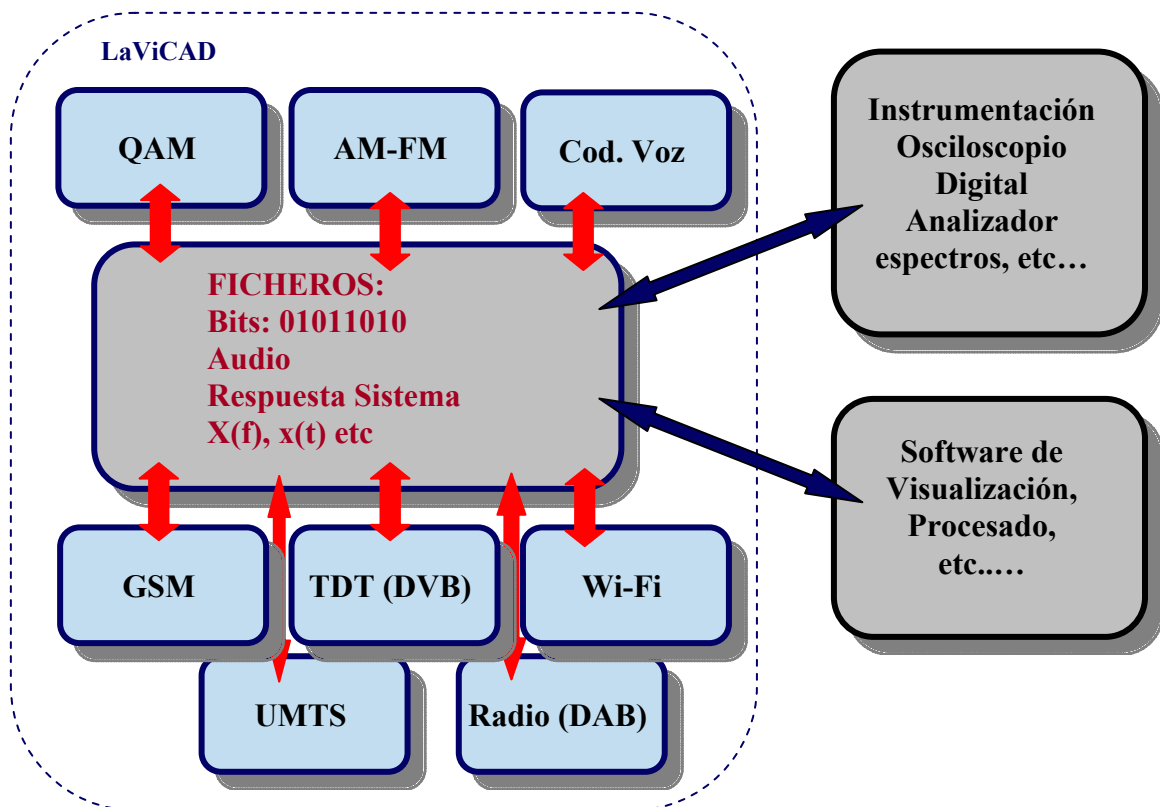 LaViCAD
QAM
AM-FM
Cod. Voz
FICHEROS:
Bits: 01011010
Audio
Respuesta Sistema
X(f), x(t) etc
GSM
TDT (DVB)
Wi-Fi
UMTS
Radio (DAB)
Instrumentación
Osciloscopio
Digital
Analizador
espectros, etc…
Software de
Visualización,
Procesado,
etc..…